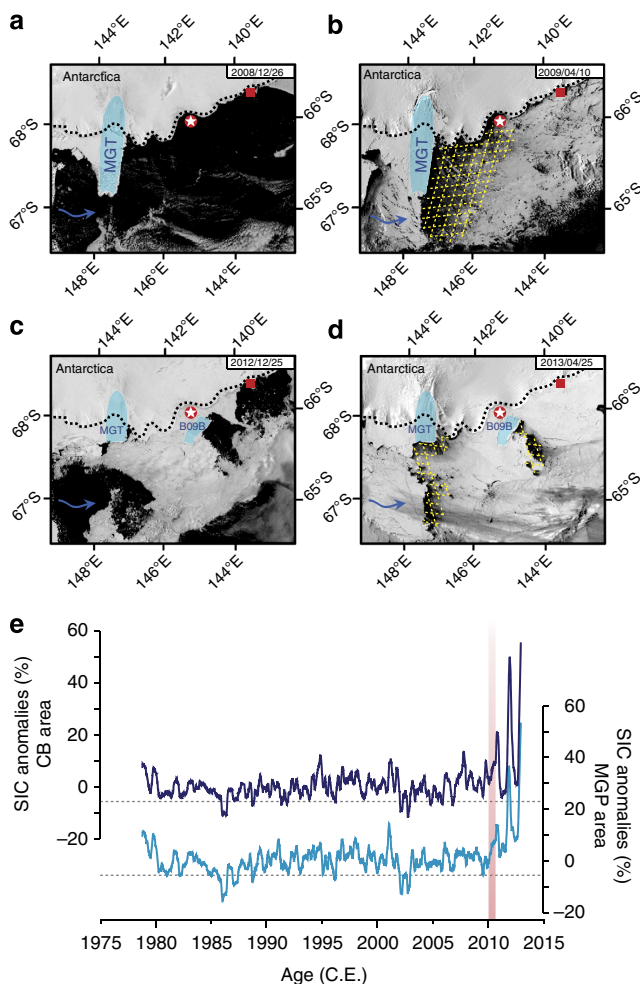 a
b
144°E 142°E 140°E
144°E 142°E 140°E
Antarctica
2008/12/26
Antarctica
2009/04/10
68°S
66°S
68°S
66°S
MGT
MGT
67°S
65°S
67°S
65°S
148°E 146°E 144°E
148°E 146°E 144°E
c
d
144°E 142°E 140°E
144°E 142°E 140°E
Antarctica
2012/12/25
Antarctica
2013/04/25
68°S
66°S
68°S
66°S
MGT
B09B
MGT
B09B
67°S
65°S
67°S
65°S
148°E 146°E 144°E
148°E 146°E 144°E
e
SIC anomalies (%)
CB area
60
40
20
0
−20
60
40
20
0
−20
SIC anomalies (%)
MGP area
1975 1980 1985 1990 1995 2000 2005 2010 2015
Age (C.E.)